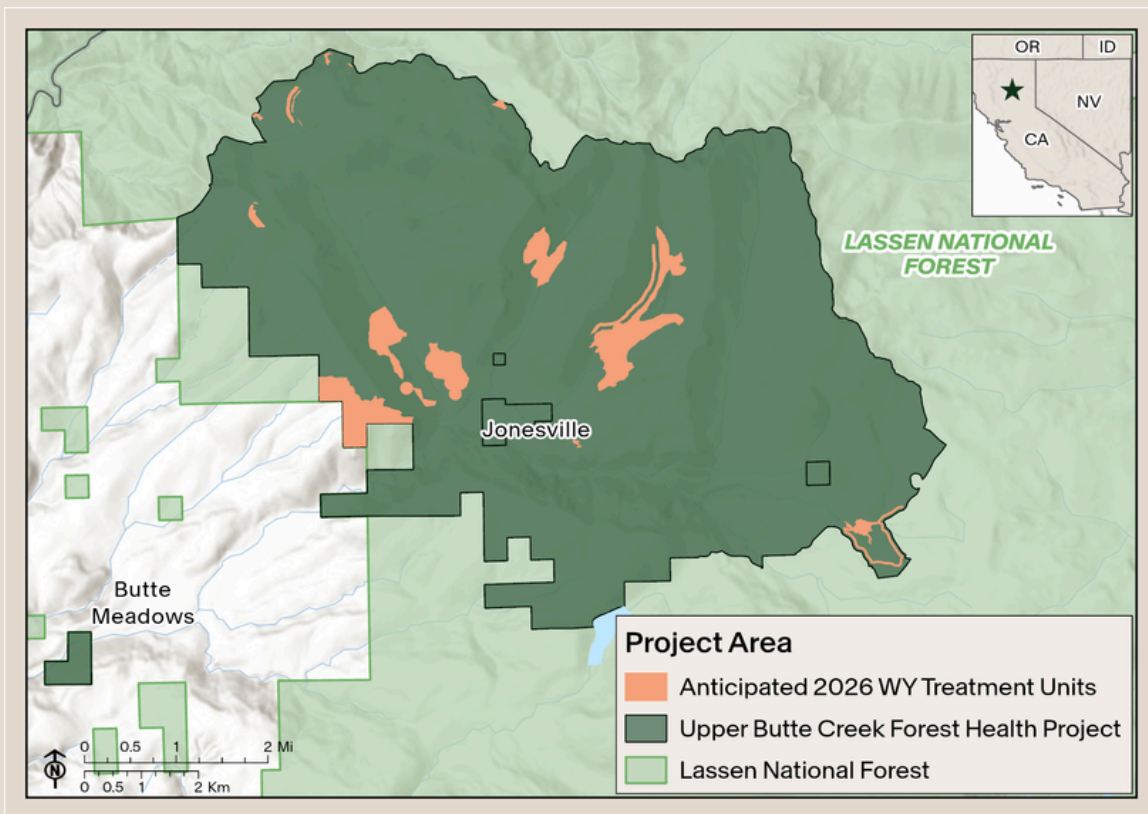 OR
ID
NV
CA
LASSEN NATIONAL
FOREST
Jonesville
Butte
Meadows
Project Area
Anticipated 2026 WY Treatment Units
Upper Butte Creek Forest Health Project
Lassen National Forest
0 0.5 1 2 Mi
N
0 0.5 1 2 Km